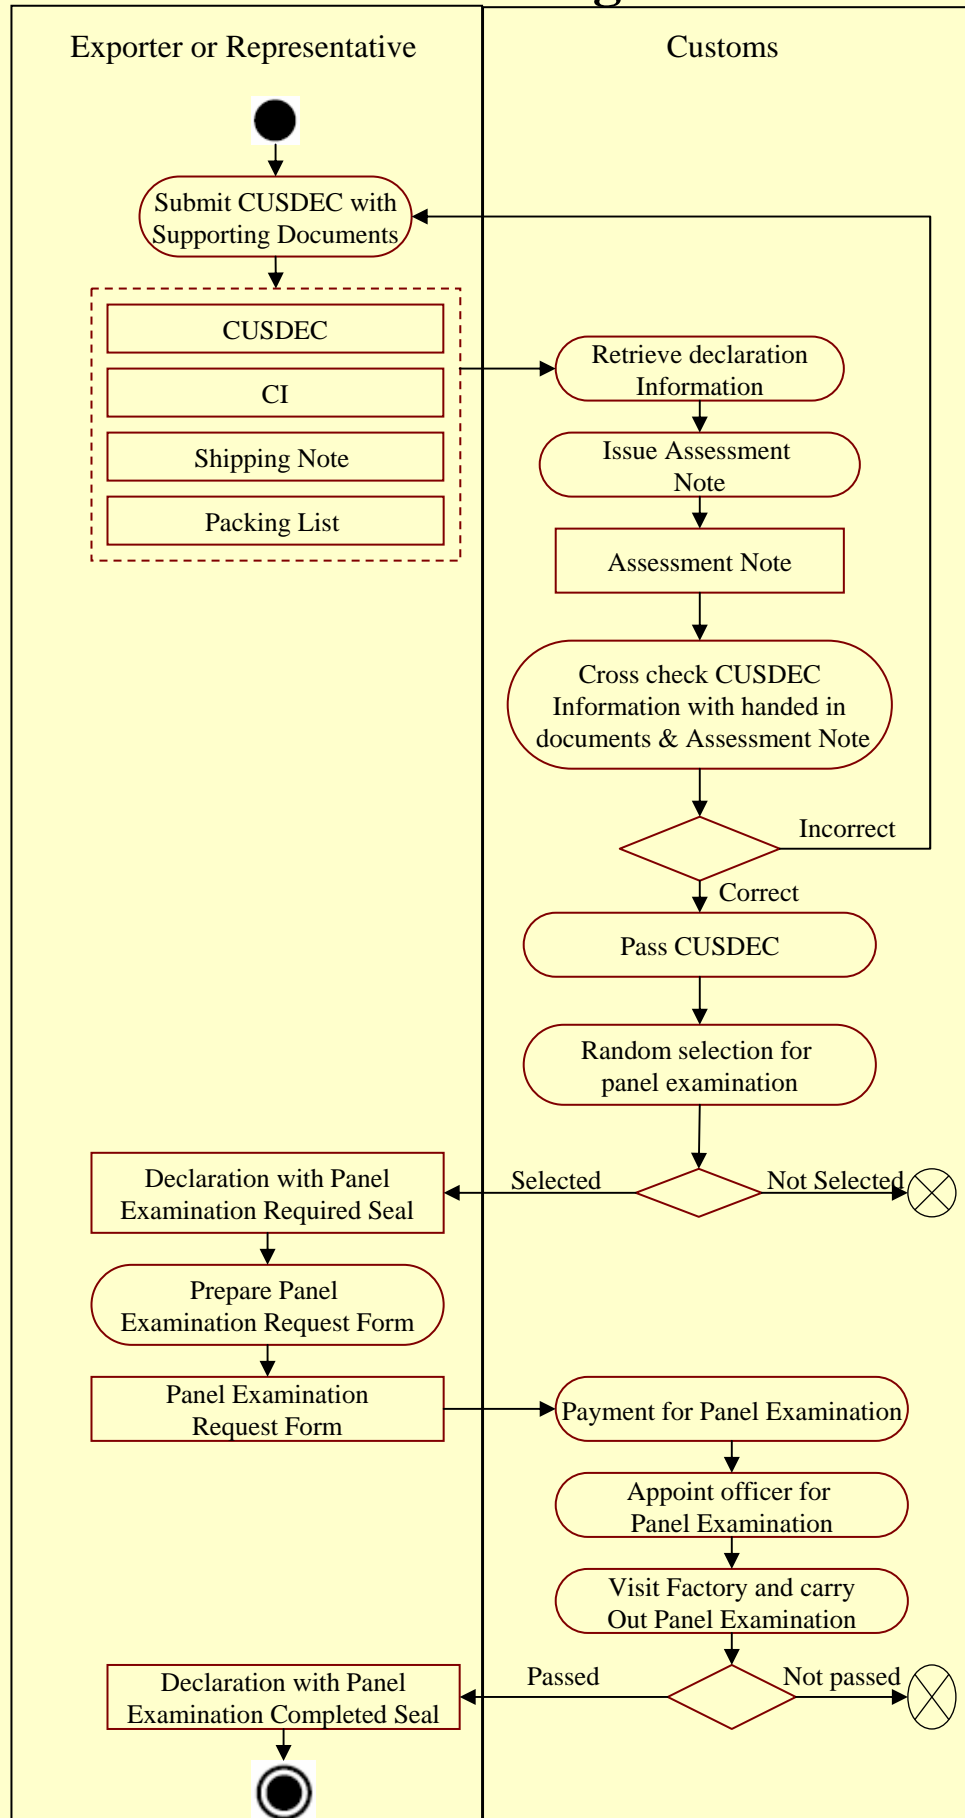 Exporter or Representative
Customs
Submit CUSDEC with
Supporting Documents
CUSDEC
CI
Shipping Note
Packing List
Retrieve declaration
Information
Issue Assessment
Note
Assessment Note
Cross check CUSDEC
Information with handed in
documents & Assessment Note
Incorrect
Correct
Pass CUSDEC
Random selection for
panel examination
Selected
Not Selected
Declaration with Panel
Examination Required Seal
Prepare Panel
Examination Request Form
Panel Examination
Request Form
Payment for Panel Examination
Appoint officer for
Panel Examination
Visit Factory and carry
Out Panel Examination
Passed
Not passed
Declaration with Panel
Examination Completed Seal